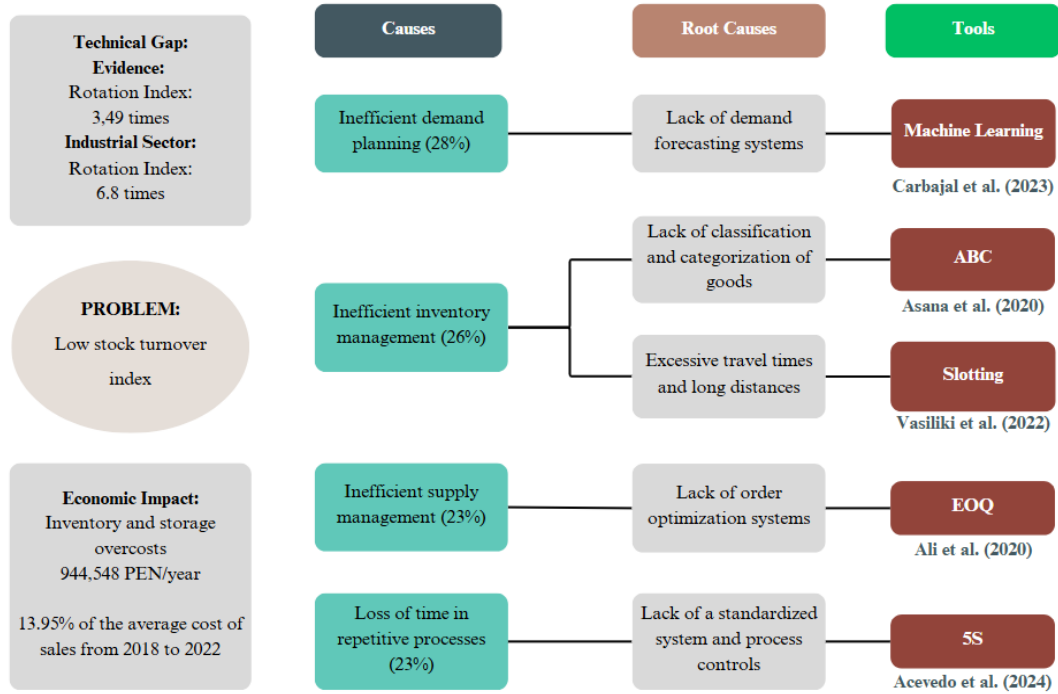 Technical Gap:
Evidence:
Rotation Index:
3,49 times
Industrial Sector:
Rotation Index:
6.8 times
PROBLEM:
Low stock turnover
index
Economic Impact:
Inventory and storage
overcosts
944,548 PEN/year
13.95% of the average cost of
sales from 2018 to 2022
Causes
Root Causes
Tools
Inefficient demand
planning (28%)
Lack of demand
forecasting systems
Machine Learning
Carbajal et al. (2023)
Inefficient inventory
management (26%)
Lack of classification
and categorization of
goods
ABC
Asana et al. (2020)
Excessive travel times
and long distances
Slotting
Vasiliki et al. (2022)
Inefficient supply
management (23%)
Lack of order
optimization systems
EOQ
Ali et al. (2020)
Loss of time in
repetitive processes
(23%)
Lack of a standardized
system and process
controls
5S
Acevedo et al. (2024)